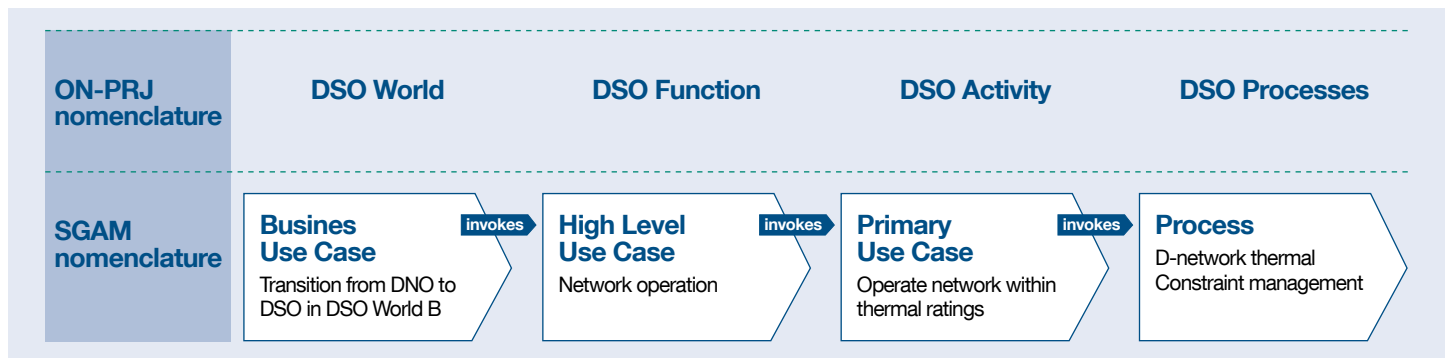 ON-PRJ
nomenclature
DSO World
DSO Function
DSO Activity
DSO Processes
SGAM
nomenclature
Busines
Use Case
Transition from DNO to
DSO in DSO World B
invokes
High Level
Use Case
Network operation
invokes
Primary
Use Case
Operate network within
thermal ratings
invokes
Process
D-network thermal
Constraint management